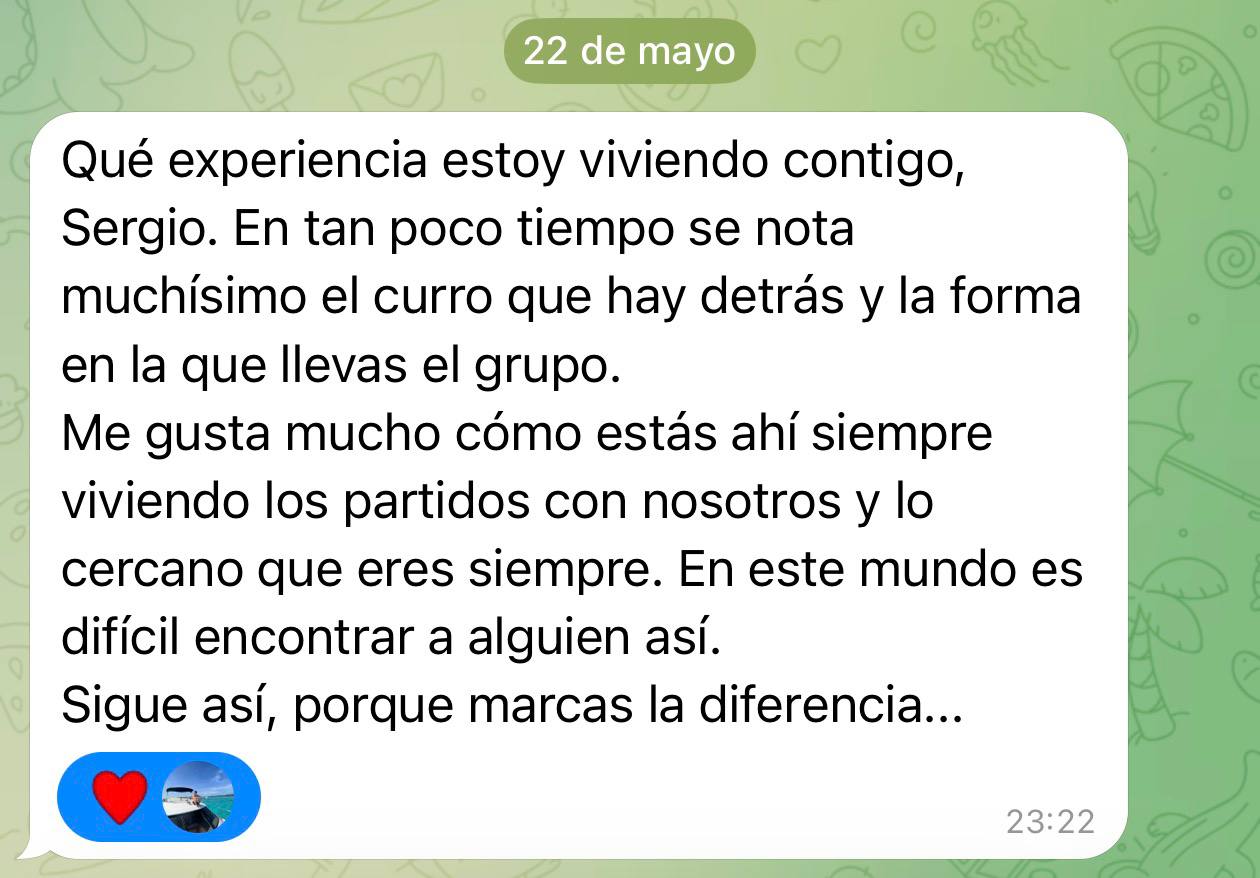 22 de mayo
Qué experiencia estoy viviendo contigo,
Sergio. En tan poco tiempo se nota
muchísimo el curro que hay detrás y la forma
en la que llevas el grupo.
Me gusta mucho cómo estás ahí siempre
viviendo los partidos con nosotros y lo
cercano que eres siempre. En este mundo es
difícil encontrar a alguien así.
Sigue así, porque marcas la diferencia...
23:22